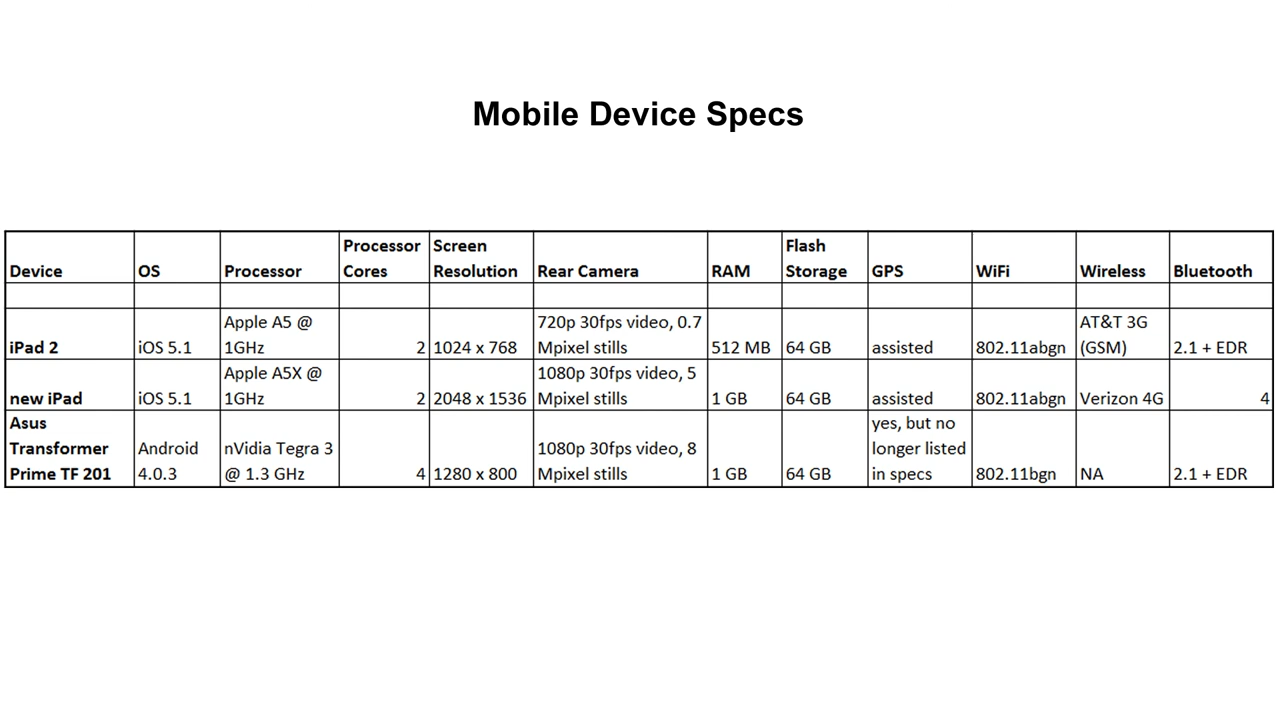 Mobile Device Specs
Device OS Processor Processor Cores Screen Resolution Rear Camera RAM Flash Storage GPS WiFi Wireless Bluetooth
iPad 2 iOS 5.1 Apple A5 @ 1GHz 2 1024 x 768 720p 30fps video, 0.7 Mpixel stills 512 MB 64 GB assisted 802.11abgn AT&T 3G (GSM) 2.1 + EDR
new iPad iOS 5.1 Apple A5X @ 1GHz 2 2048 x 1536 1080p 30fps video, 5 Mpixel stills 1 GB 64 GB assisted 802.11abgn Verizon 4G 4
Asus Transformer Prime TF 201 Android 4.0.3 nVidia Tegra 3 @ 1.3 GHz 4 1280 x 800 1080p 30fps video, 8 Mpixel stills 1 GB 64 GB yes, but no longer listed in specs 802.11bgn NA 2.1 + EDR